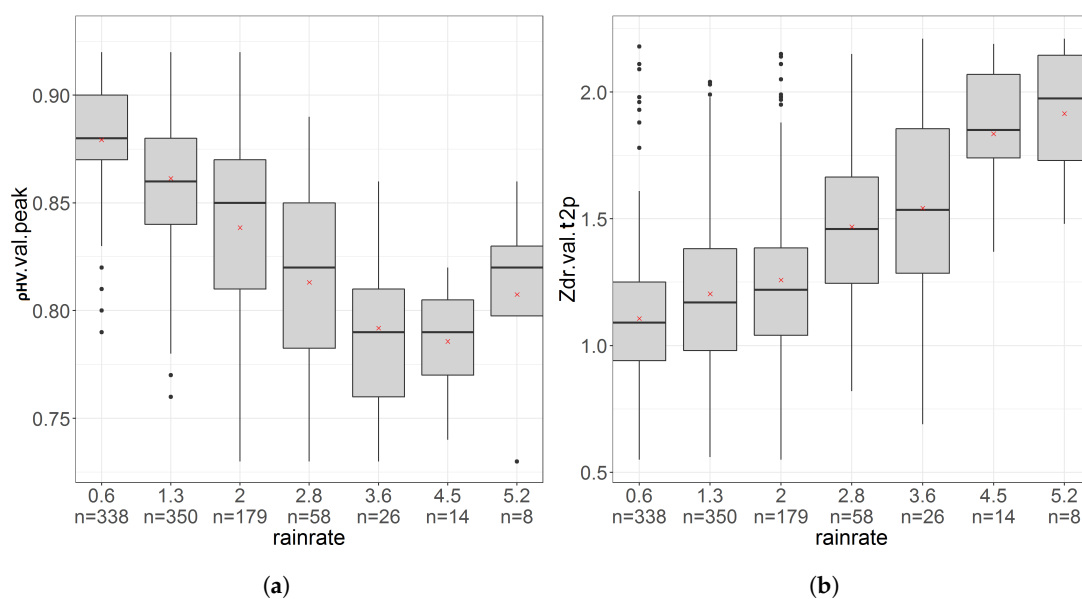 0.90
0.85
0.80
0.75
ρHV.val.peak
0.6 1.3 2 2.8 3.6 4.5 5.2
n=338 n=350 n=179 n=58 n=26 n=14 n=8
rainrate
(a)
2.0
1.5
1.0
0.5
Zdr.val.t2p
0.6 1.3 2 2.8 3.6 4.5 5.2
n=338 n=350 n=179 n=58 n=26 n=14 n=8
rainrate
(b)